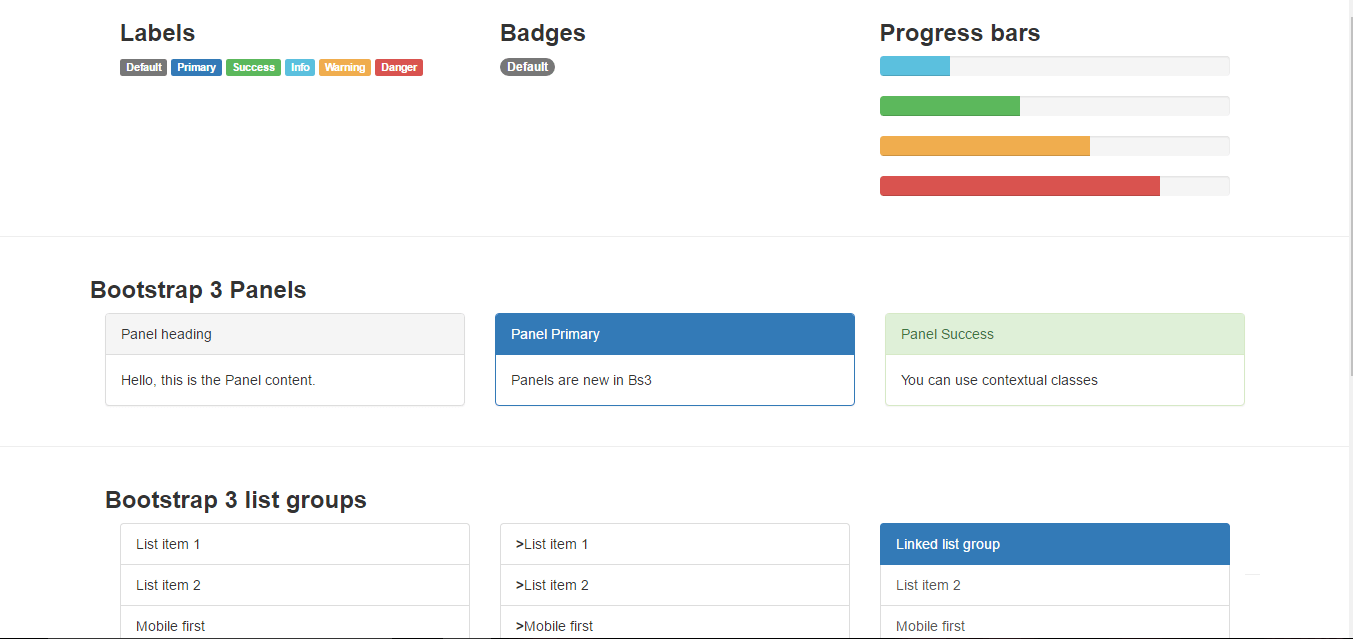 Labels
Default Primary Success Info Warning Danger
Badges
Default
Progress bars
Bootstrap 3 Panels
Panel heading
Hello, this is the Panel content.
Panel Primary
Panels are new in Bs3
Panel Success
You can use contextual classes
Bootstrap 3 list groups
List item 1
List item 2
Mobile first
>List item 1
>List item 2
>Mobile first
Linked list group
List item 2
Mobile first